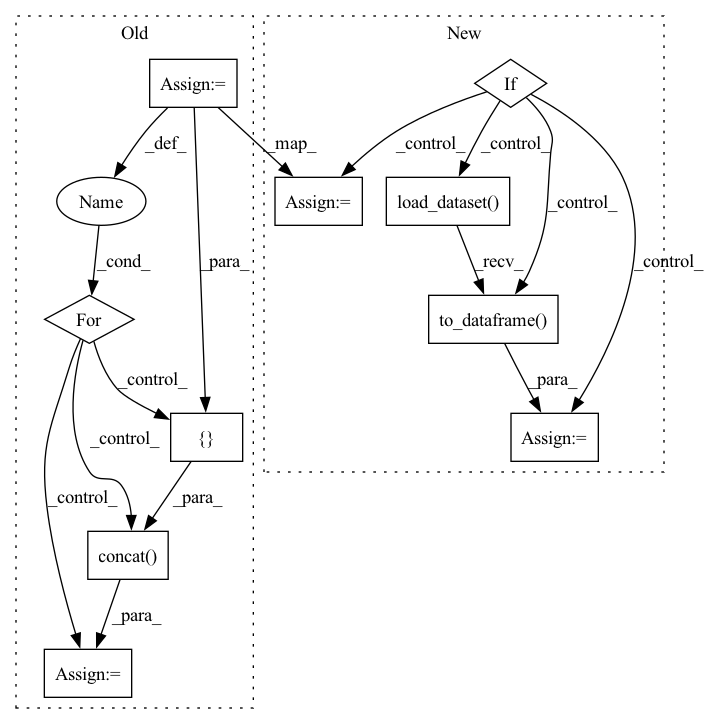 Old
New
Assign:=
If
_def_
_map_
_control_
_control_
Name
Assign:=
load_dataset()
_control_
_cond_
_para_
_recv_
_control_
For
to_dataframe()
_control_
_para_
_control_
{}
Assign:=
_control_
_para_
concat()
_para_
Assign:=